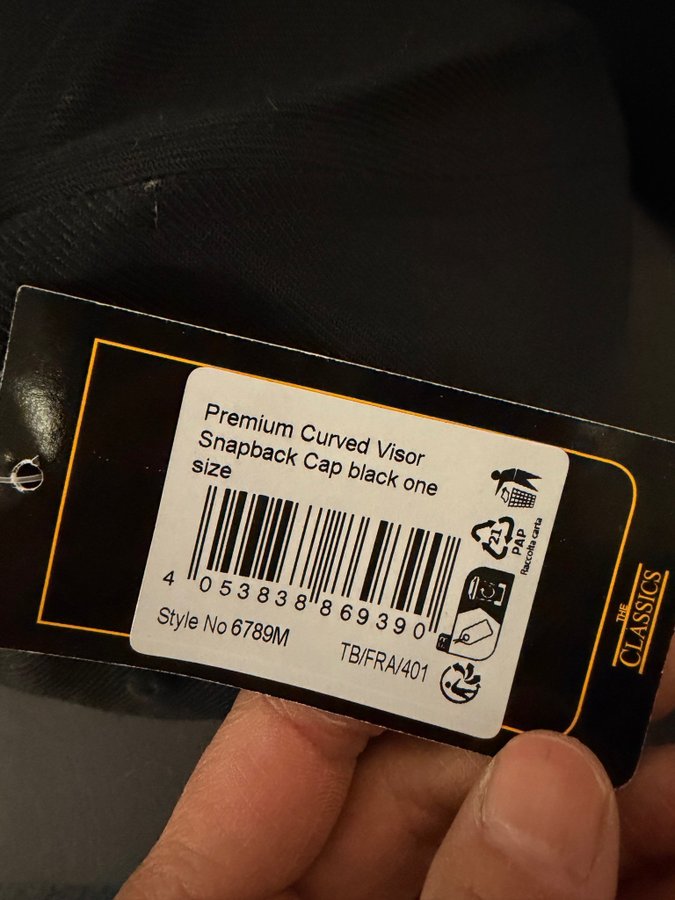 Premium Curved Visor
Snapback Cap black one
size
4 053838 869390
Style No 6789M
TB/FRA/401
21
PAP
Raccolta carta
FR
THE
CLASSICS